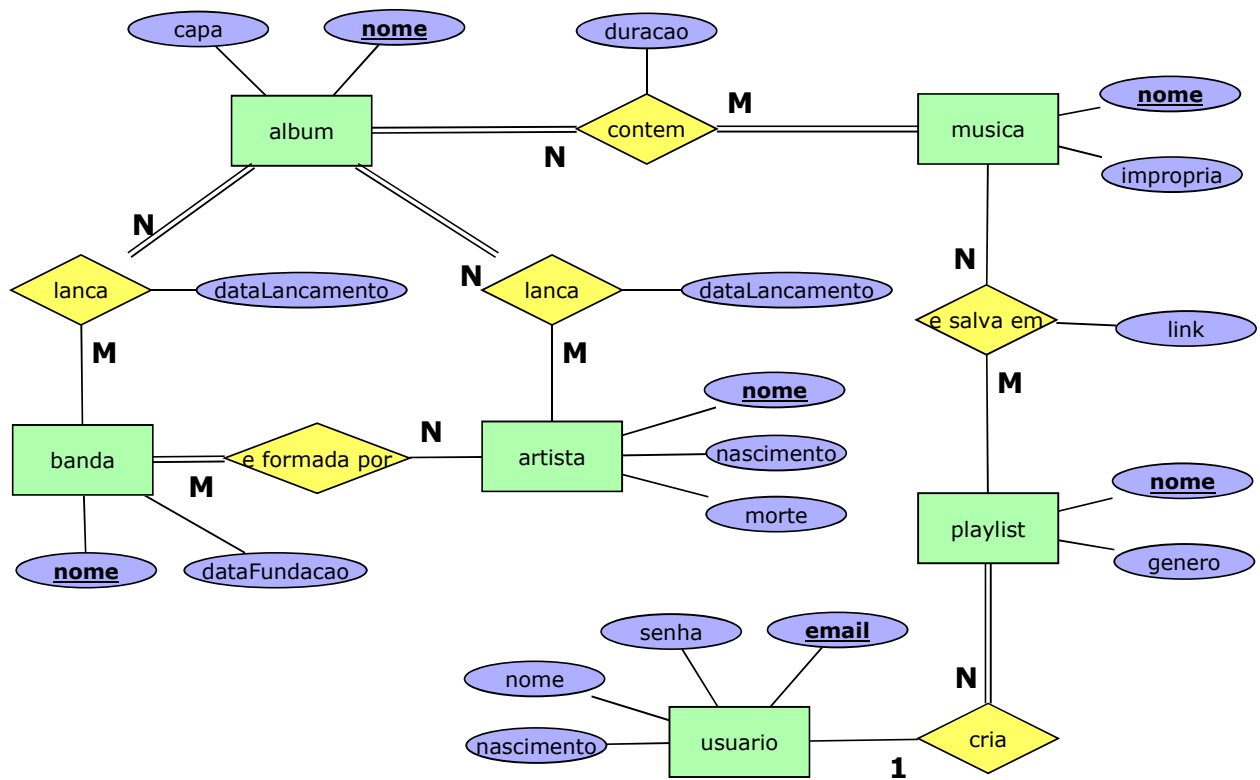 capa
nome
duracao
album
N
contem
M
musica
nome
impropria
N
lanca
dataLancamento
N
lanca
dataLancamento
N
e salva em
link
M
M
M
banda
M
e formada por
N
artista
nome
nascimento
morte
nome
dataFundacao
playlist
nome
genero
senha
email
nome
nascimento
usuario
1
cria
N